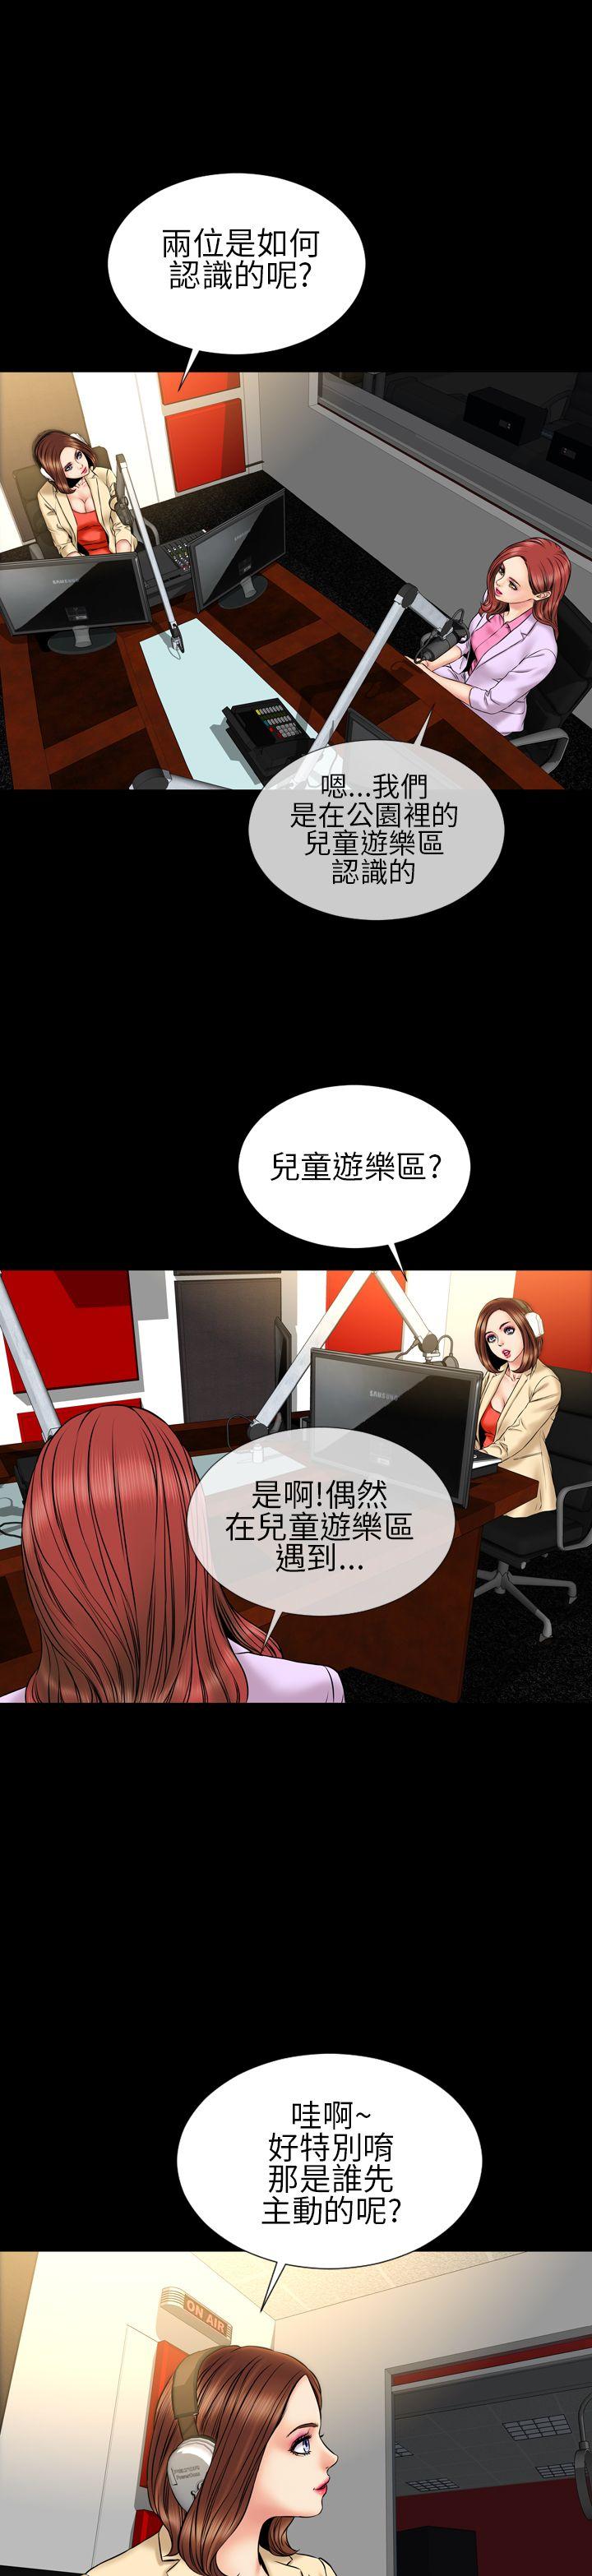 兩位是如何
認識的呢?
SAMSUNG
嗯...我們
是在公園裡的
兒童遊樂區
認識的
兒童遊樂區?
SAMSUNG
是啊!偶然
在兒童遊樂區
遇到...
哇啊~
好特別唷
那是誰先
主動的呢?
ON AIR